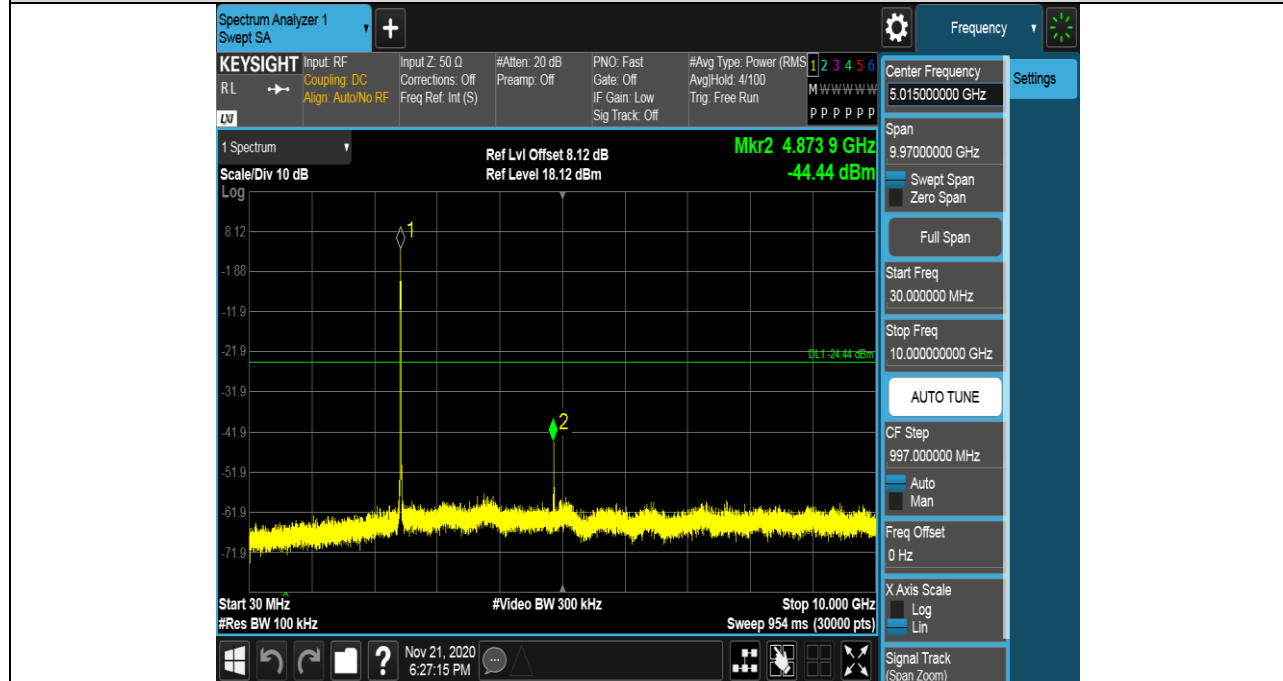 Spectrum Analyzer 1
Swept SA
+
Frequency
KEYSIGHT
RL
LXI
Input: RF
Coupling: DC
Align: Auto/No RF
Input Z: 50 Ω
Corrections: Off
Freq Ref: Int (S)
#Atten: 20 dB
Preamp: Off
PNO: Fast
Gate: Off
IF Gain: Low
Sig Track: Off
#Avg Type: Power (RMS
Avg|Hold: 4/100
Trig: Free Run
1 2 3 4 5 6
M W W W W W
P P P P P P
1 Spectrum
Scale/Div 10 dB
Log
Ref Lvl Offset 8.12 dB
Ref Level 18.12 dBm
Mkr2 4.873 9 GHz
-44.44 dBm
8.12
-1.88
-11.9
-21.9
-31.9
-41.9
-51.9
-61.9
-71.9
1
2
DL1 -24.44 dBm
Start 30 MHz
#Res BW 100 kHz
#Video BW 300 kHz
Stop 10.000 GHz
Sweep 954 ms (30000 pts)
Center Frequency
5.015000000 GHz
Settings
Span
9.97000000 GHz
Swept Span
Zero Span
Full Span
Start Freq
30.000000 MHz
Stop Freq
10.000000000 GHz
AUTO TUNE
CF Step
997.000000 MHz
Auto
Man
Freq Offset
0 Hz
X Axis Scale
Log
Lin
Signal Track
(Span Zoom)
?
Nov 21, 2020
6:27:15 PM